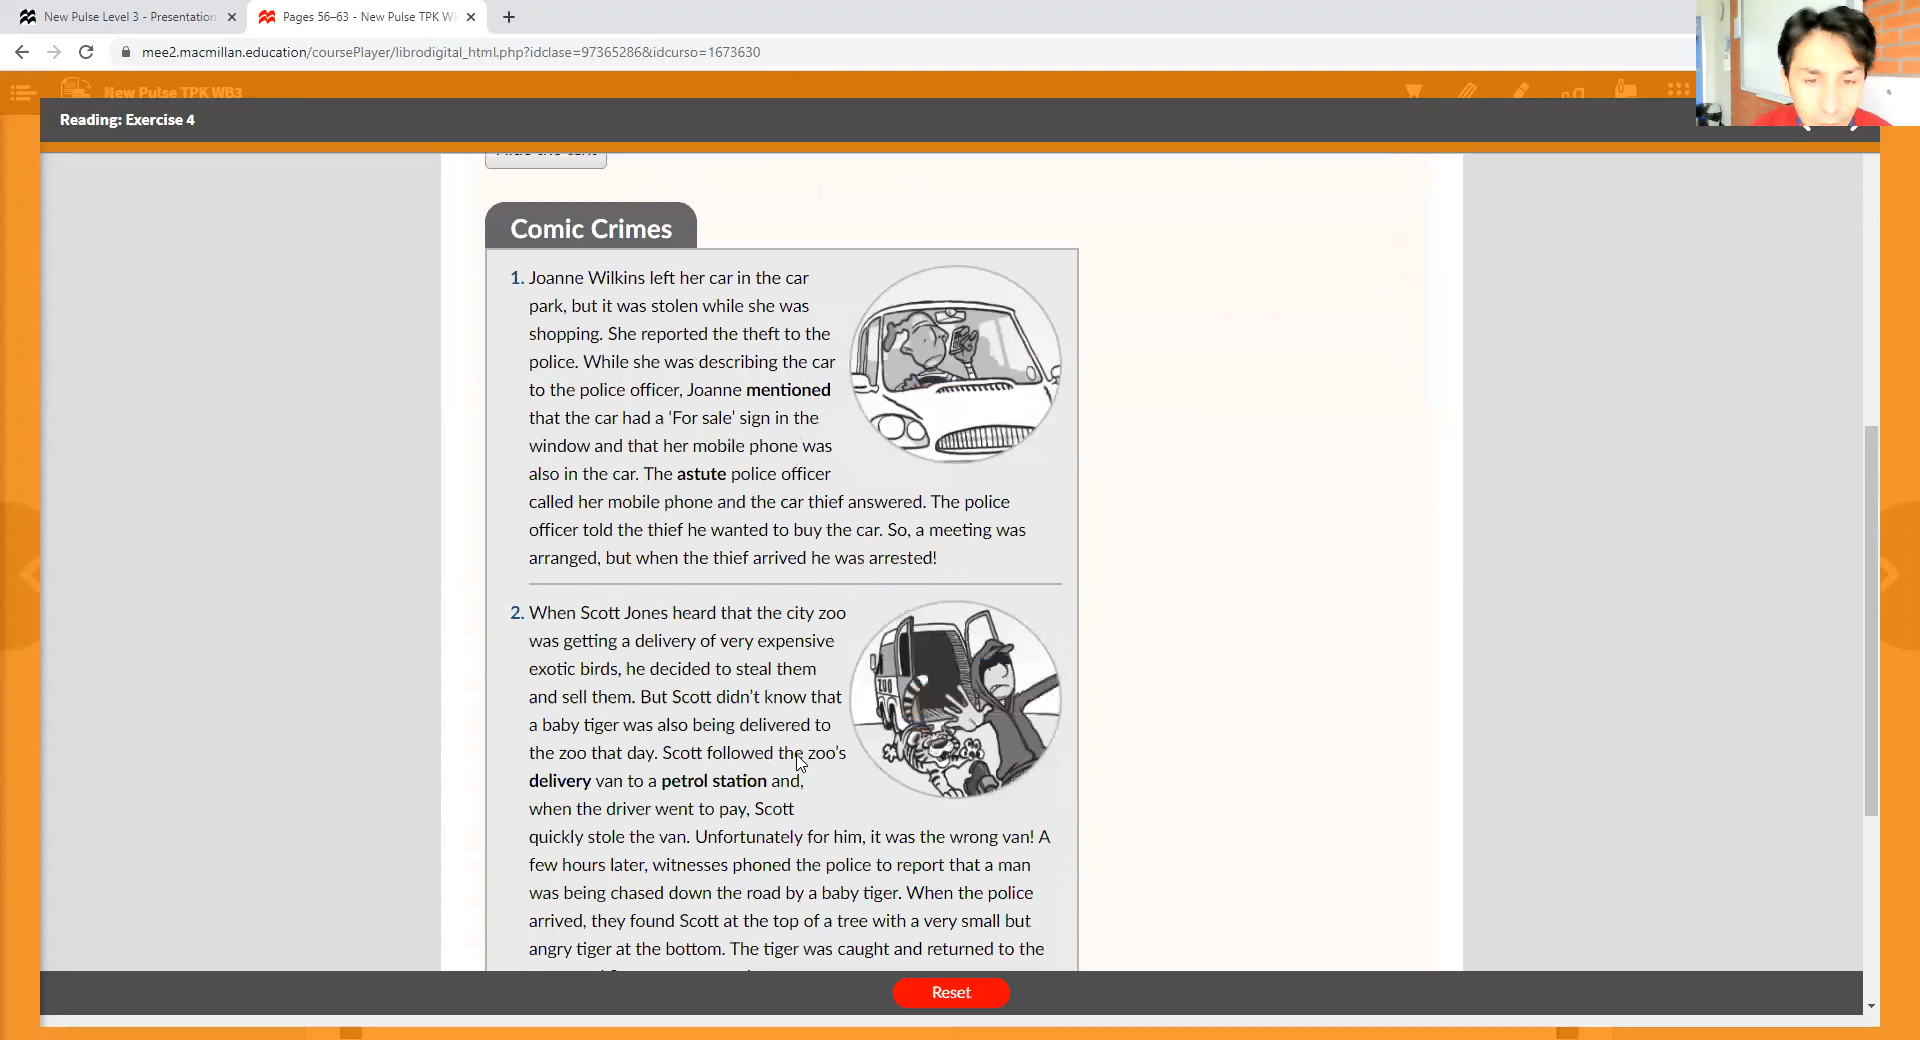 New Pulse Level 3 - Presentation
Pages 56–63 - New Pulse TPK W
mee2.macmillan.education/coursePlayer/librodigital_html.php?idclase=97365286&idcurso=1673630
New Pulse TPK WB3
Reading: Exercise 4
Comic Crimes
1. Joanne Wilkins left her car in the car
park, but it was stolen while she was
shopping. She reported the theft to the
police. While she was describing the car
to the police officer, Joanne mentioned
that the car had a ‘For sale’ sign in the
window and that her mobile phone was
also in the car. The astute police officer
called her mobile phone and the car thief answered. The police
officer told the thief he wanted to buy the car. So, a meeting was
arranged, but when the thief arrived he was arrested!
2. When Scott Jones heard that the city zoo
was getting a delivery of very expensive
exotic birds, he decided to steal them
and sell them. But Scott didn’t know that
a baby tiger was also being delivered to
the zoo that day. Scott followed the zoo’s
delivery van to a petrol station and,
when the driver went to pay, Scott
quickly stole the van. Unfortunately for him, it was the wrong van! A
few hours later, witnesses phoned the police to report that a man
was being chased down the road by a baby tiger. When the police
arrived, they found Scott at the top of a tree with a very small but
angry tiger at the bottom. The tiger was caught and returned to the
ZOO
Reset